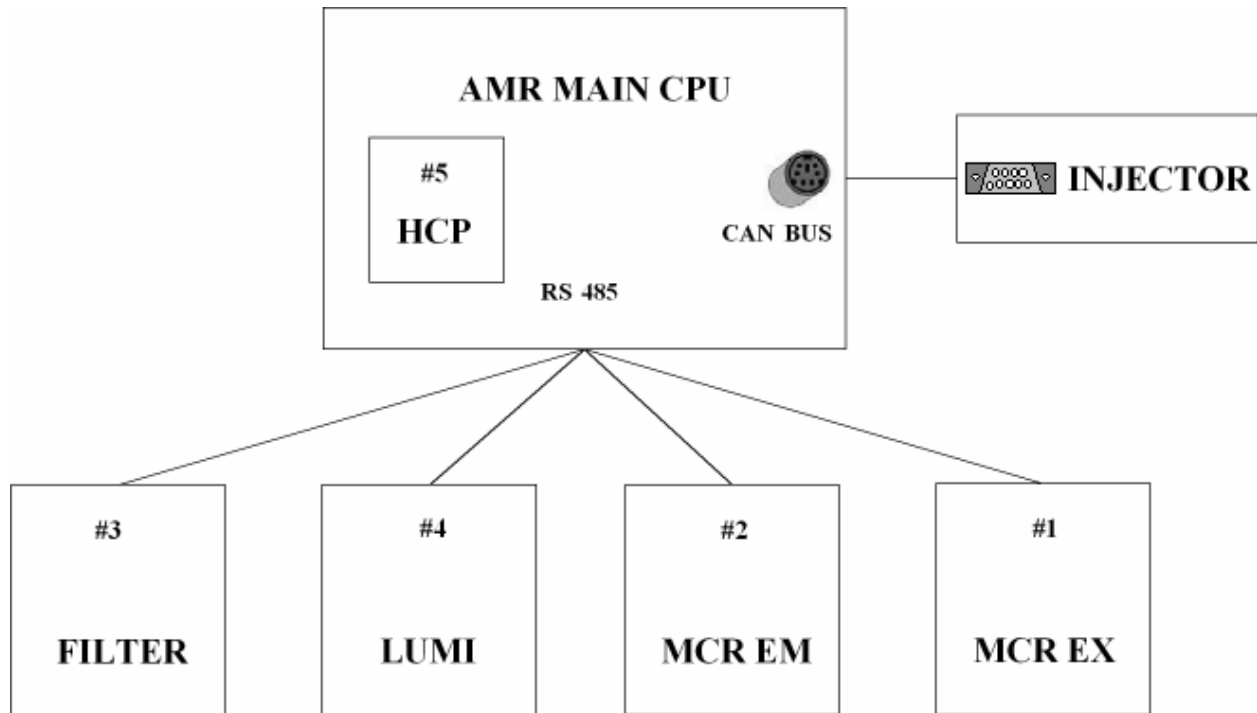 AMR MAIN CPU
#5
HCP
CAN BUS
RS 485
INJECTOR
#3
FILTER
#4
LUMI
#2
MCR EM
#1
MCR EX